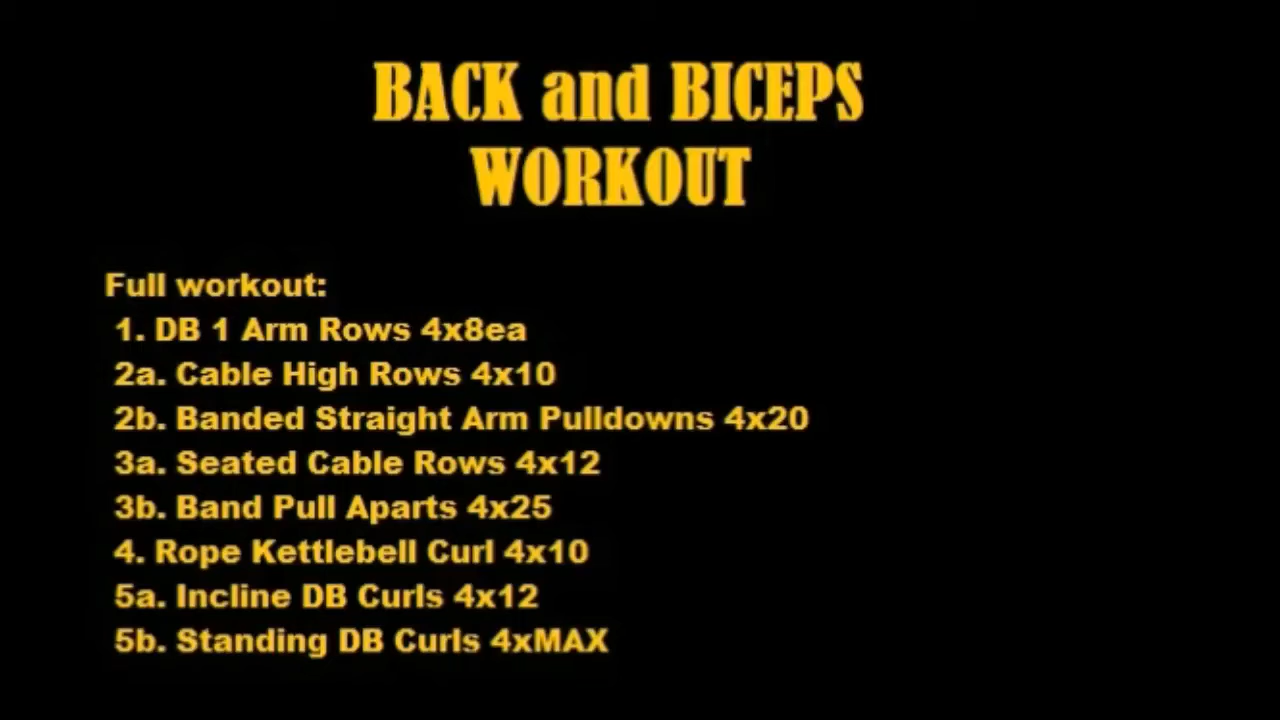 BACK and BICEPS
WORKOUT
Full workout:
1. DB 1 Arm Rows 4x8ea
2a. Cable High Rows 4x10
2b. Banded Straight Arm Pulldowns 4x20
3a. Seated Cable Rows 4x12
3b. Band Pull Aparts 4x25
4. Rope Kettlebell Curl 4x10
5a. Incline DB Curls 4x12
5b. Standing DB Curls 4xMAX